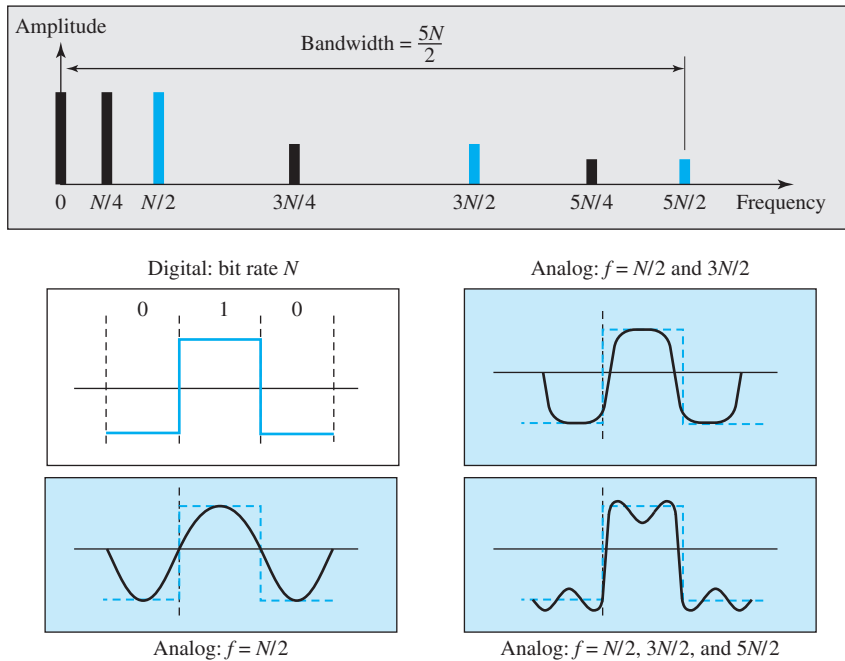 Amplitude
Bandwidth = 5N/2
0 N/4 N/2 3N/4 3N/2 5N/4 5N/2 Frequency
Digital: bit rate N
0 1 0
Analog: f = N/2 and 3N/2
Analog: f = N/2
Analog: f = N/2, 3N/2, and 5N/2